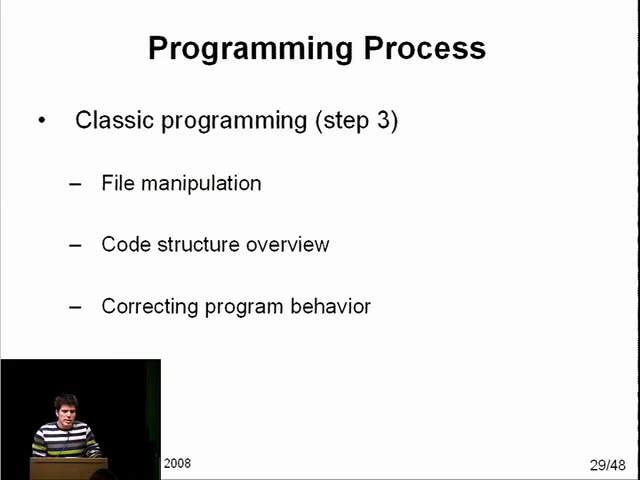 Programming Process
• Classic programming (step 3)
– File manipulation
– Code structure overview
– Correcting program behavior
2008
29/48